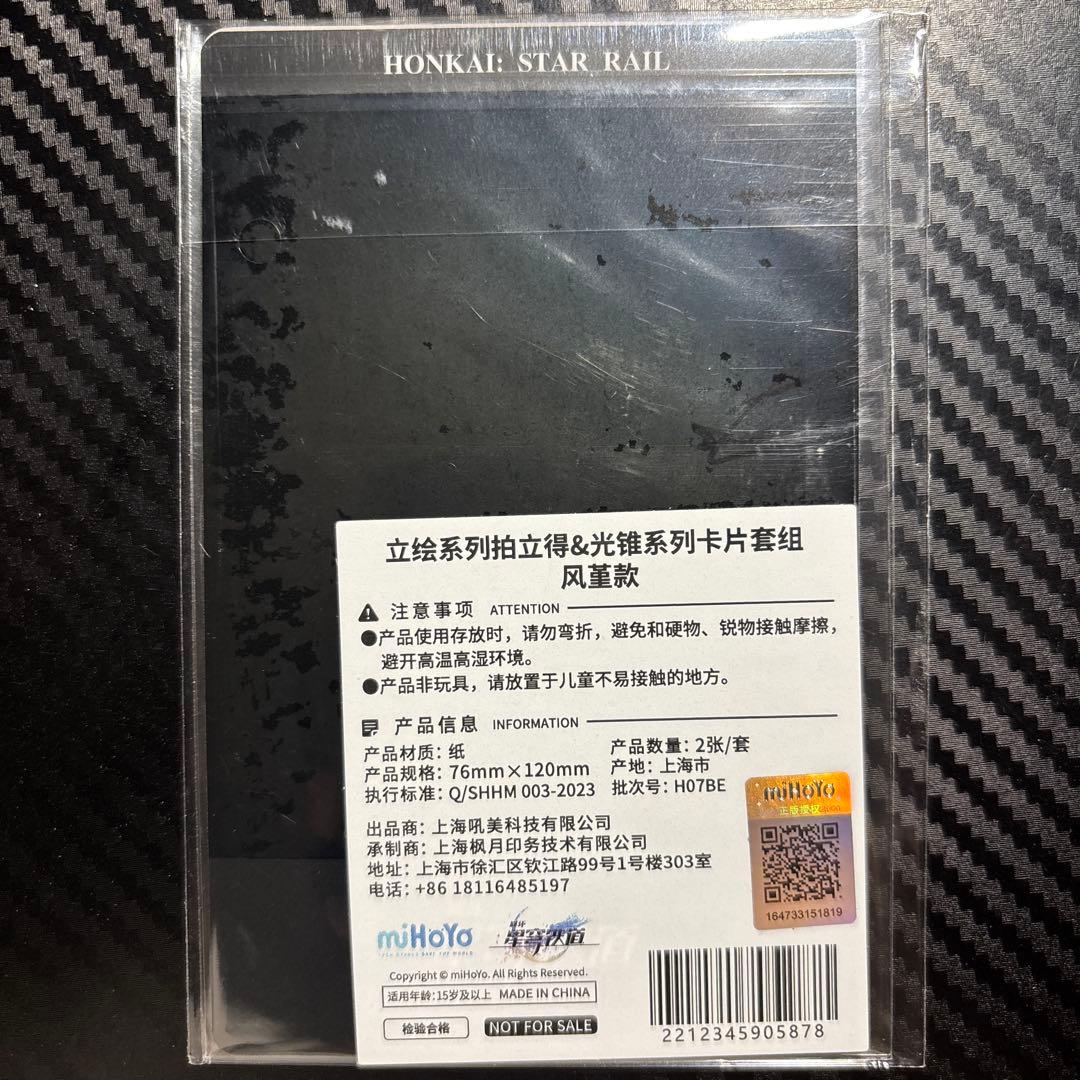 HONKAI: STAR RAIL
立绘系列拍立得&光锥系列卡片套组
风堇款
注意事项 ATTENTION
●产品使用存放时，请勿弯折，避免和硬物、锐物接触摩擦，
避开高温高湿环境。
●产品非玩具，请放置于儿童不易接触的地方。
产品信息 INFORMATION
产品材质：纸 产品数量：2张/套
产品规格：76mm×120mm 产地：上海市
执行标准：Q/SHHM 003-2023 批次号：H07BE
出品商：上海吼美科技有限公司
承制商：上海枫月印务技术有限公司
地址：上海市徐汇区钦江路99号1号楼303室
电话：+86 18116485197
miHoYo
正版授权
164733151819
miHoYo
TECH OTAKUS SAVE THE WORLD
崩坏
星穹铁道
Copyright © miHoYo. All Rights Reserved.
适用年龄：15岁及以上 MADE IN CHINA
检验合格 NOT FOR SALE
2212345905878